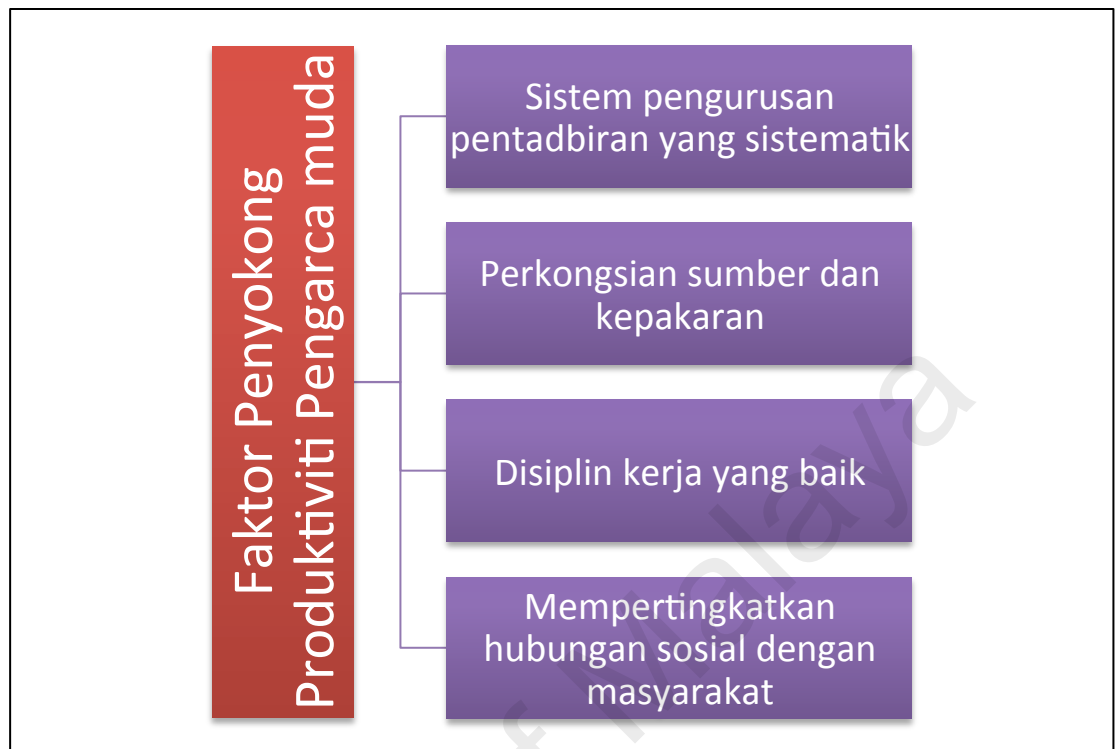 Faktor Penyokong
Produktiviti Pengarca muda
Sistem pengurusan
pentadbiran yang sistematik
Perkongsian sumber dan
kepakaran
Disiplin kerja yang baik
Mempertingkatkan
hubungan sosial dengan
masyarakat
f Malaya